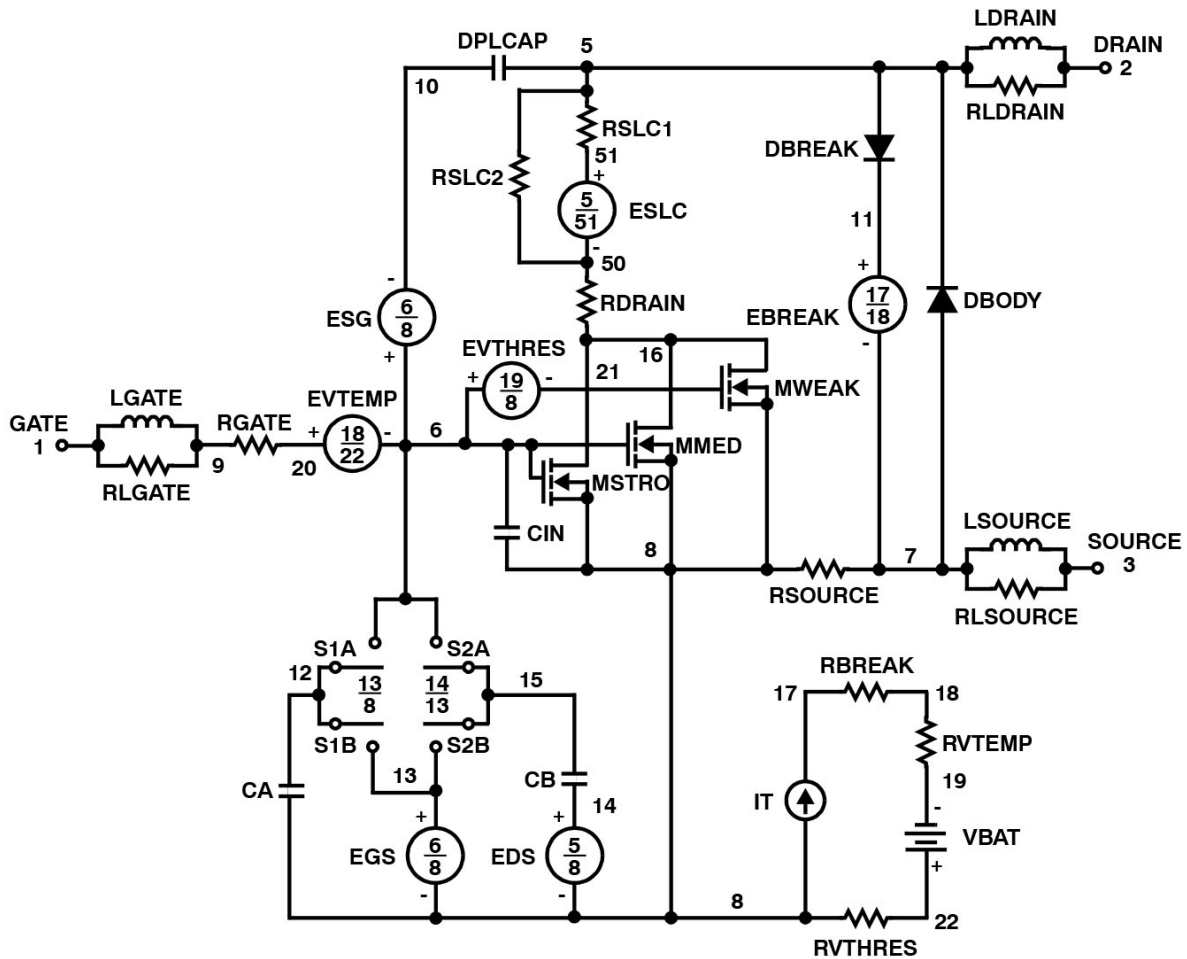 LDRAIN
DPLCAP
5
DRAIN
2
10
RLDRAIN
RSLC1
DBREAK
51
+
RSLC2
5
51
ESLC
11
-
50
-
+
RDRAIN
ESG
6
8
EBREAK
17
18
DBODY
+
-
EVTHRES
16
+
19
8
-
21
MWEAK
LGATE
EVTEMP
GATE
1
RGATE
+
18
22
-
6
MMED
9
20
RLGATE
MSTRO
LSOURCE
CIN
8
7
SOURCE
3
RSOURCE
RLSOURCE
S1A
S2A
12
13
8
14
13
15
RBREAK
17
18
S1B
S2B
RVTEMP
13
CB
19
CA
14
IT
-
+
+
VBAT
EGS
6
8
EDS
5
8
+
-
-
8
22
RVTHRES